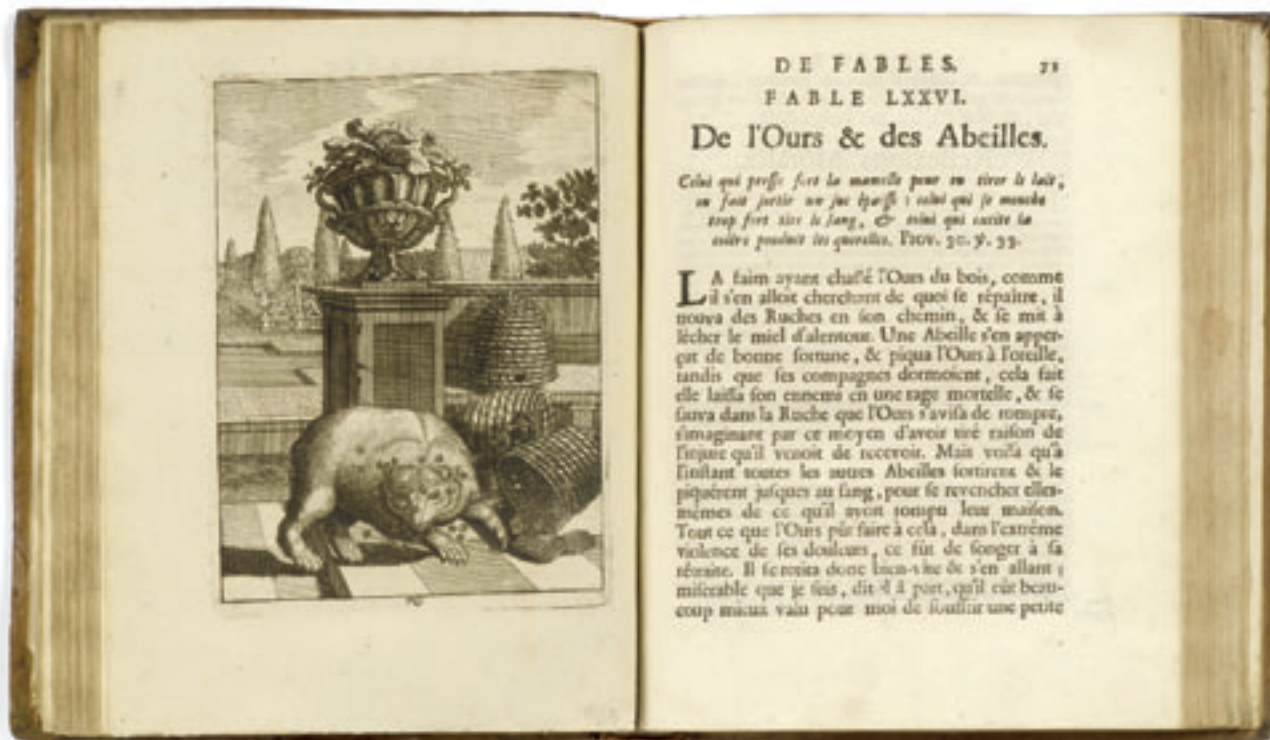 DE FABLES. 71
FABLE LXXVI.
De l'Ours & des Abeilles.
Celui qui presse fort la mamelle pour en tirer le lait,
en fait sortir un suc épaissi : celui qui se mouche
trop fort tire le sang, & celui qui excite la
colére produit les querelles. Prov. 30. ℣. 33.
LA faim ayant chassé l'Ours du bois, comme
il s'en alloit cherchant de quoi se répaître, il
trouva des Ruches en son chemin, & se mit à
lécher le miel d'alentour. Une Abeille s'en apper-
çut de bonne fortune, & piqua l'Ours à l'oreille,
tandis que ses compagnes dormoient, cela fait
elle laissa son ennemi en une rage mortelle, & se
sauva dans la Ruche que l'Ours s'avisa de rompre,
s'imaginant par ce moyen d'avoir tiré raison de
l'injure qu'il venoit de recevoir. Mais voilà qu'à
l'instant toutes les autres Abeilles sortirent & le
piquérent jusques au sang, pour se revencher elles-
mêmes de ce qu'il avoit rompu leur maison.
Tout ce que l'Ours pût faire à cela, dans l'extrême
violence de ses douleurs, ce fût de songer à sa
rétraite. Il se retira donc bien-vite & s'en allant ;
misérable que je suis, dit-il à part, qu'il eût beau-
coup mieux valu pour moi de souffrir une petite